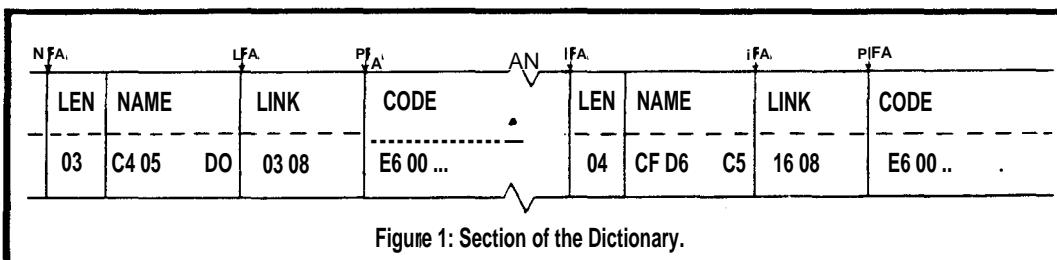 NFA LFA PFA IFA iFA PIFA
AN
LEN NAME LINK CODE LEN NAME LINK CODE
03 C4 05 DO 03 08 E6 00 ... 04 CF D6 C5 16 08 E6 00 ..
Figure 1: Section of the Dictionary.